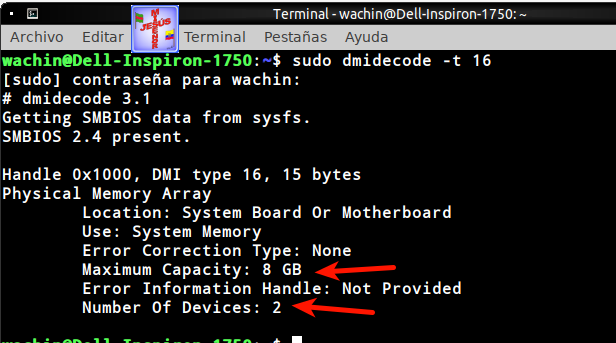 Terminal - wachin@Dell-Inspiron-1750: ~
Archivo Editar Terminal Pestañas Ayuda
JESÚS
wachin@Dell-Inspiron-1750:~$ sudo dmidecode -t 16
[sudo] contraseña para wachin:
# dmidecode 3.1
Getting SMBIOS data from sysfs.
SMBIOS 2.4 present.
Handle 0x1000, DMI type 16, 15 bytes
Physical Memory Array
Location: System Board Or Motherboard
Use: System Memory
Error Correction Type: None
Maximum Capacity: 8 GB
Error Information Handle: Not Provided
Number Of Devices: 2
wachin@Dell-Inspiron-1750:~$